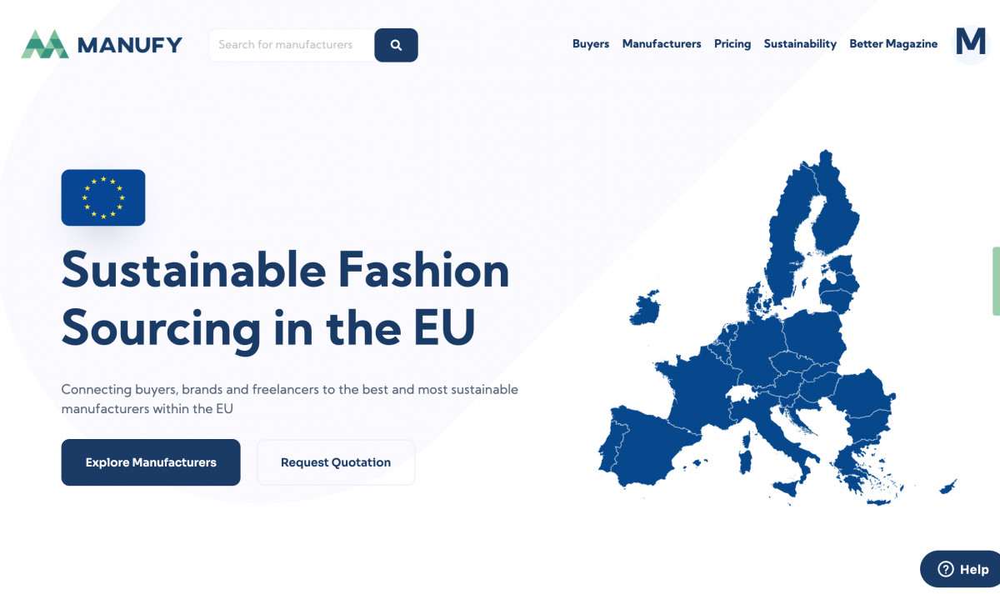 MANUFY
Search for manufacturers
Buyers Manufacturers Pricing Sustainability Better Magazine
M
Sustainable Fashion
Sourcing in the EU
Connecting buyers, brands and freelancers to the best and most sustainable
manufacturers within the EU
Explore Manufacturers
Request Quotation
? Help